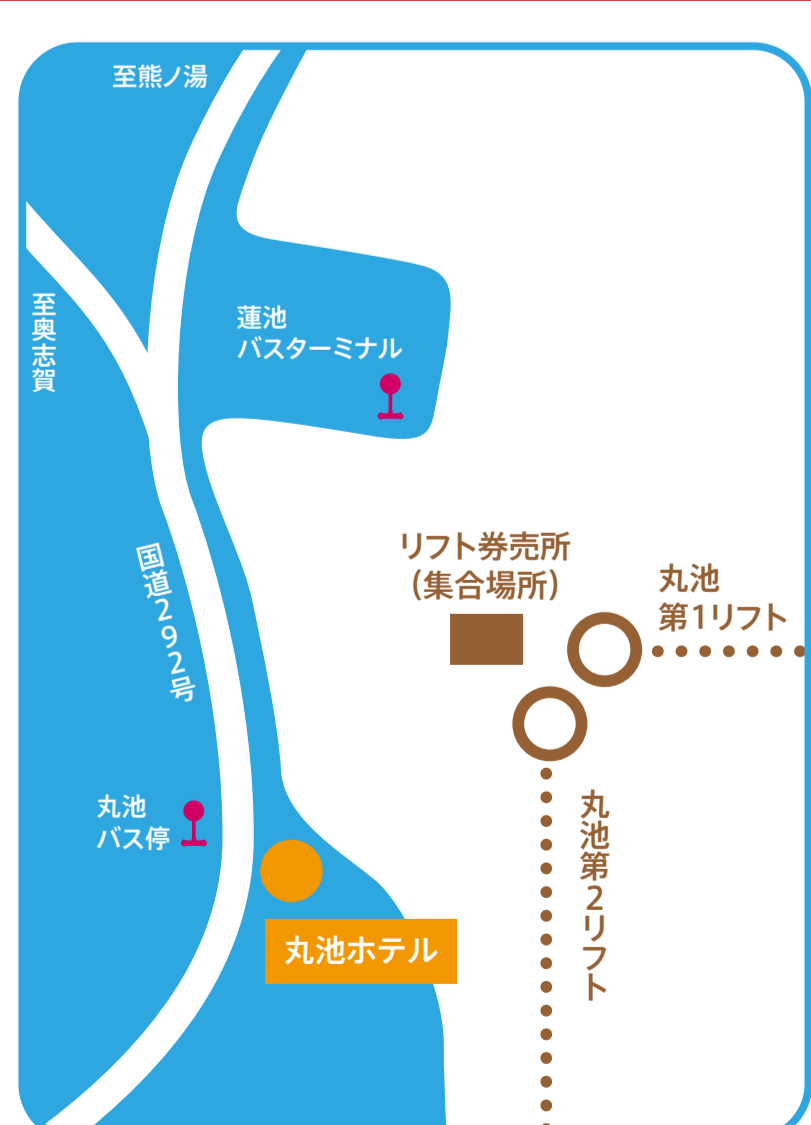 至熊ノ湯
至奥志賀
蓮池
バスターミナル
国道292号
リフト券売所
(集合場所)
丸池
第1リフト
丸池
バス停
丸池第2リフト
丸池ホテル